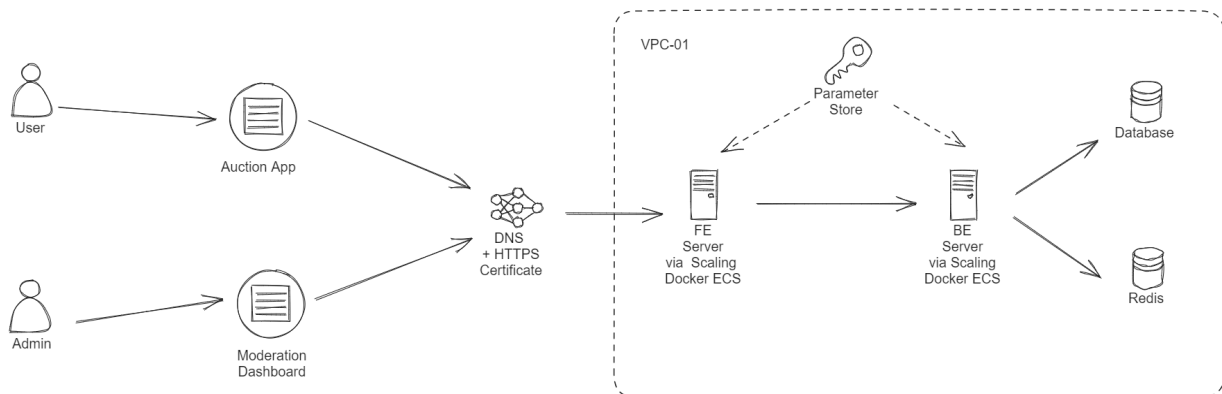 VPC-01
Parameter
Store
User
Auction App
Database
DNS
+ HTTPS
Certificate
FE
Server
via Scaling
Docker ECS
BE
Server
via Scaling
Docker ECS
Redis
Admin
Moderation
Dashboard